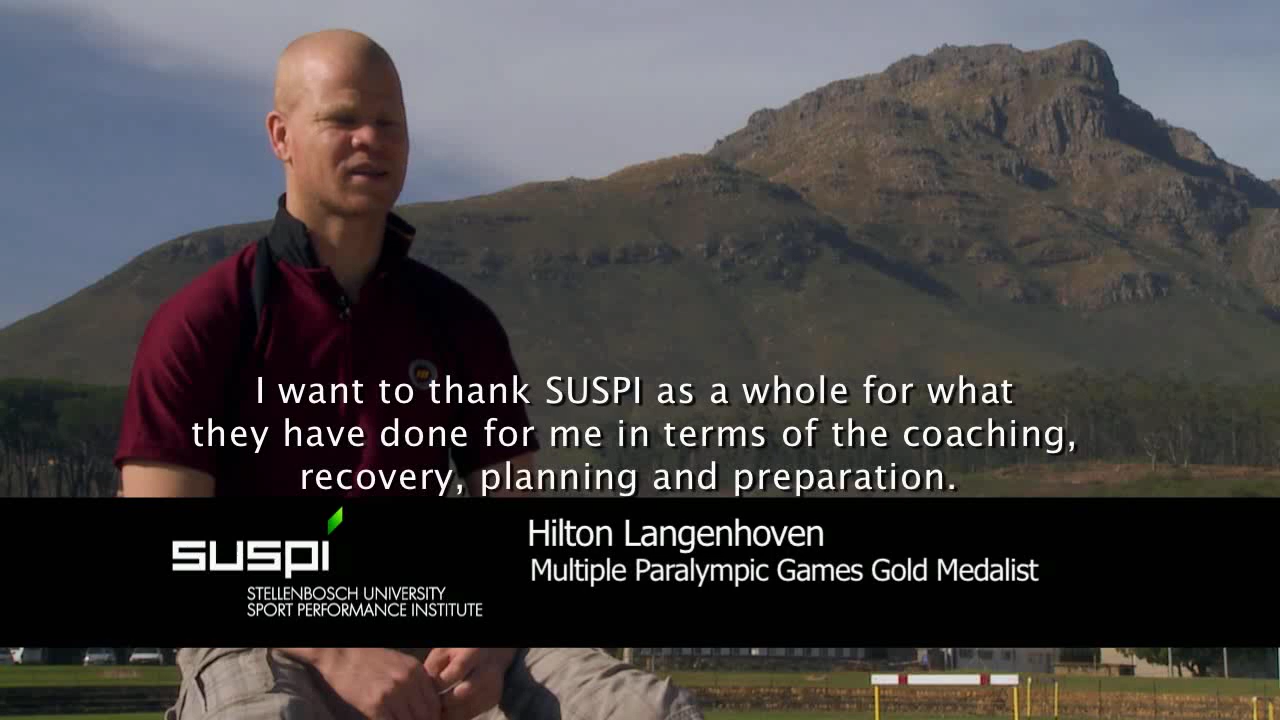 I want to thank SUSPI as a whole for what
they have done for me in terms of the coaching,
recovery, planning and preparation.
suspi
STELLENBOSCH UNIVERSITY
SPORT PERFORMANCE INSTITUTE
Hilton Langenhoven
Multiple Paralympic Games Gold Medalist